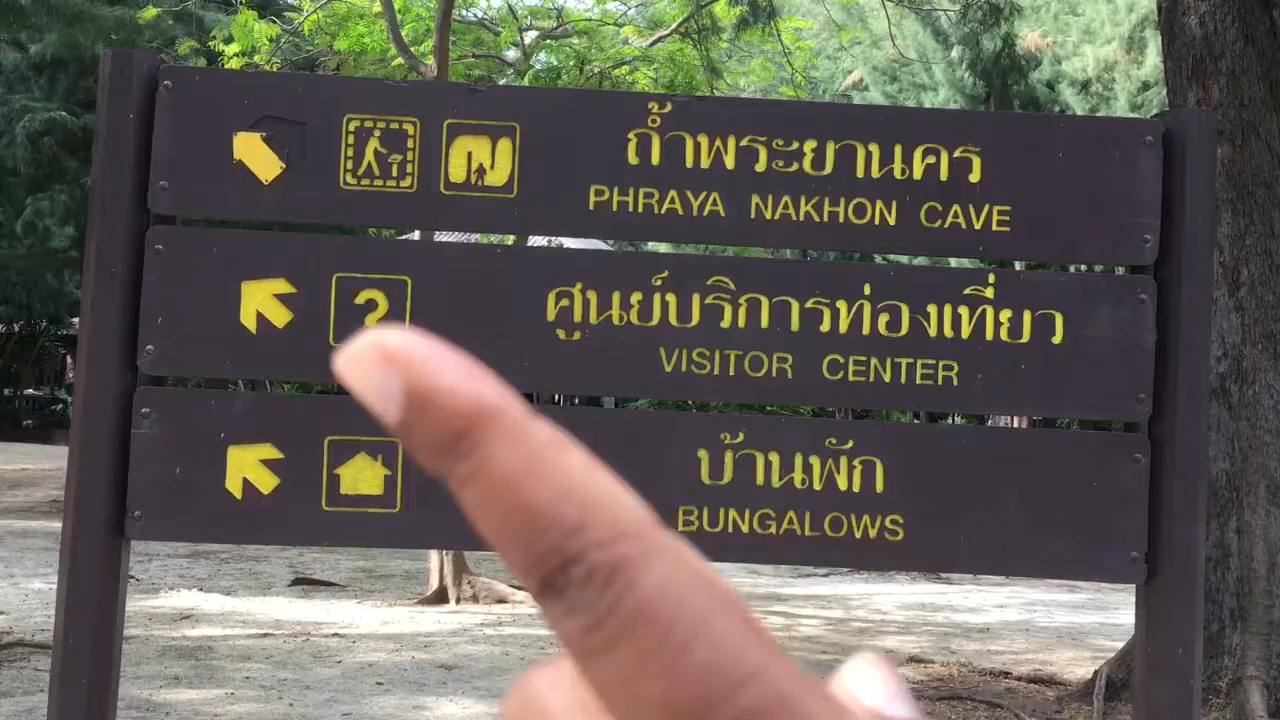 ถ้ำพระยานคร
PHRAYA NAKHON CAVE
?
ศูนย์บริการท่องเที่ยว
VISITOR CENTER
บ้านพัก
BUNGALOWS